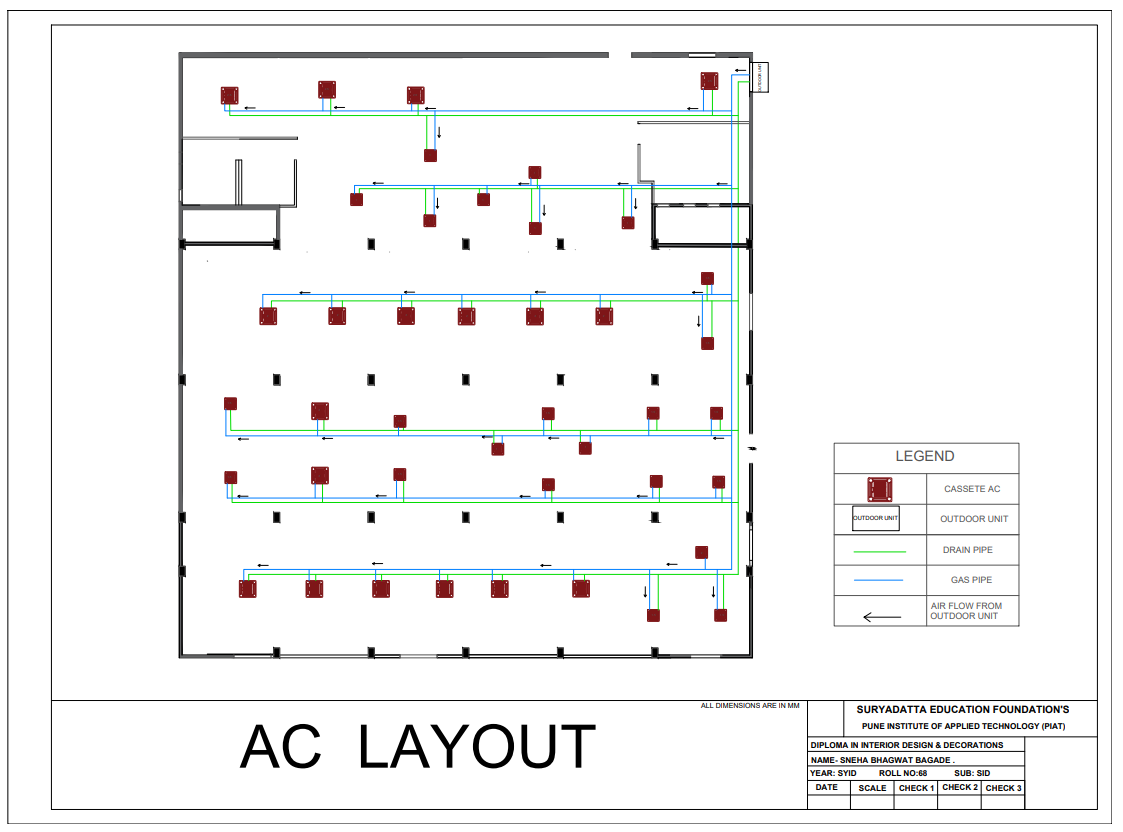 OUTDOOR UNIT
LEGEND
CASSETE AC
OUTDOOR UNIT
OUTDOOR UNIT
DRAIN PIPE
GAS PIPE
AIR FLOW FROM
OUTDOOR UNIT
ALL DIMENSIONS ARE IN MM
AC LAYOUT
SURYADATTA EDUCATION FOUNDATION'S
PUNE INSTITUTE OF APPLIED TECHNOLOGY (PIAT)
DIPLOMA IN INTERIOR DESIGN & DECORATIONS
NAME- SNEHA BHAGWAT BAGADE .
YEAR: SYID ROLL NO:68 SUB: SID
DATE SCALE CHECK 1 CHECK 2 CHECK 3